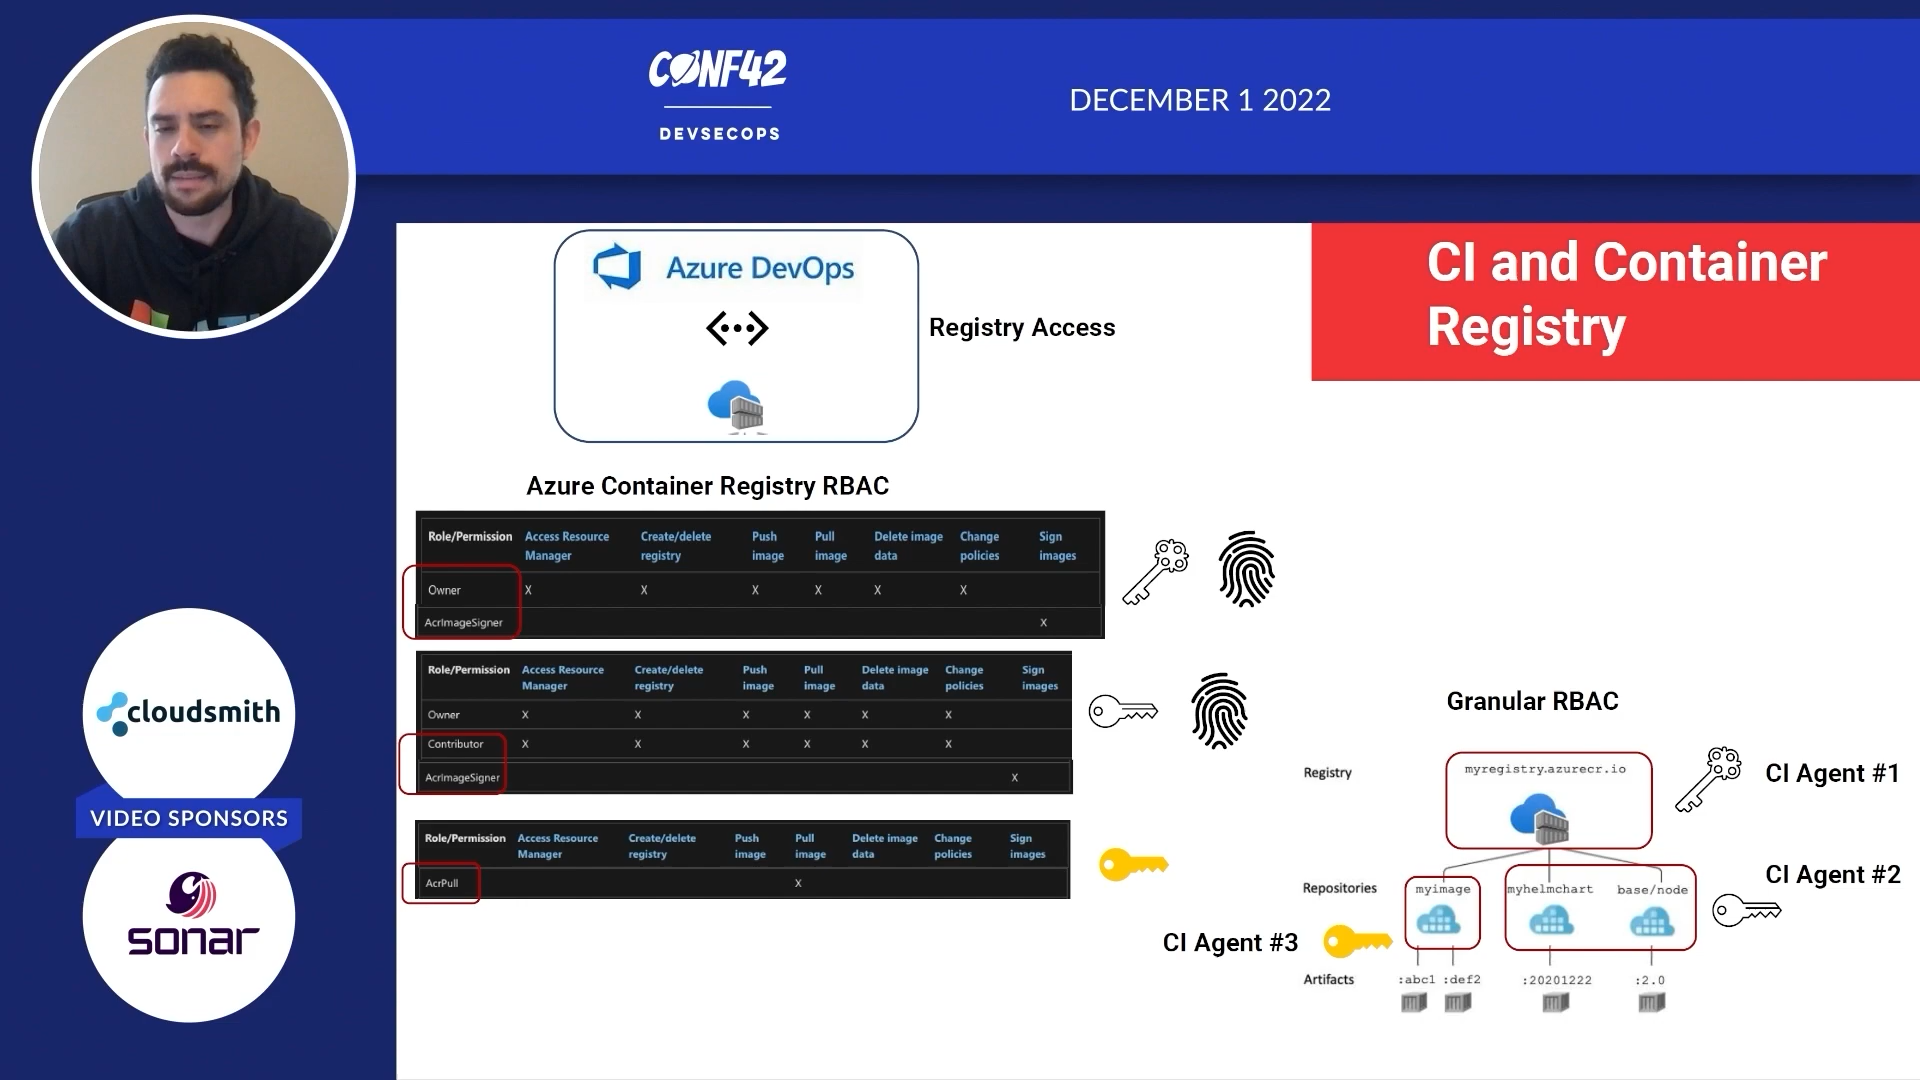 CONF42
DEVSECOPS
DECEMBER 1 2022
CI and Container
Registry
Azure DevOps
Registry Access
Azure Container Registry RBAC
Role/Permission Access Resource Manager Create/delete registry Push image Pull image Delete image data Change policies Sign images
Owner X X X X X X
AcrImageSigner X
Role/Permission Access Resource Manager Create/delete registry Push image Pull image Delete image data Change policies Sign images
Owner X X X X X X
Contributor X X X X X X
AcrImageSigner X
Role/Permission Access Resource Manager Create/delete registry Push image Pull image Delete image data Change policies Sign images
AcrPull X
Granular RBAC
Registry
myregistry.azurecr.io
CI Agent #1
Repositories
myimage myhelmchart base/node
CI Agent #2
CI Agent #3
Artifacts
:abc1 :def2 :20201222 :2.0
cloudsmith
VIDEO SPONSORS
sonar